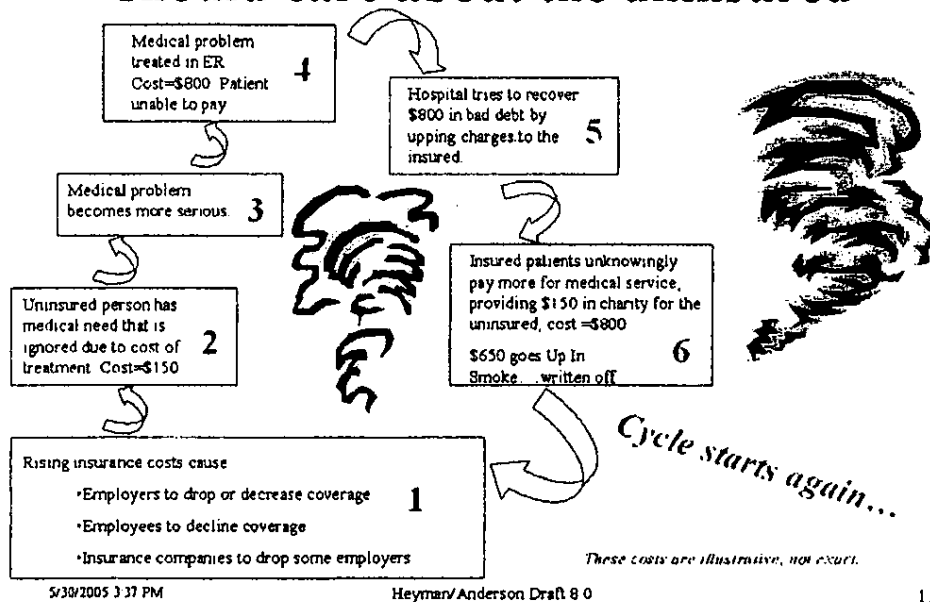 care about the uninsured
1
Rising insurance costs cause
•Employers to drop or decrease coverage
•Employees to decline coverage
•Insurance companies to drop some employers
2
Uninsured person has
medical need that is
ignored due to cost of
treatment Cost=$150
3
Medical problem
becomes more serious.
4
Medical problem
treated in ER
Cost=$800 Patient
unable to pay
5
Hospital tries to recover
$800 in bad debt by
upping charges to the
insured.
6
Insured patients unknowingly
pay more for medical service,
providing $150 in charity for the
uninsured, cost =$800
$650 goes Up In
Smoke....written off
Cycle starts again...
These costs are illustrative, not exact.
5/30/2005 3:37 PM
Heyman/Anderson Draft 8 0
1